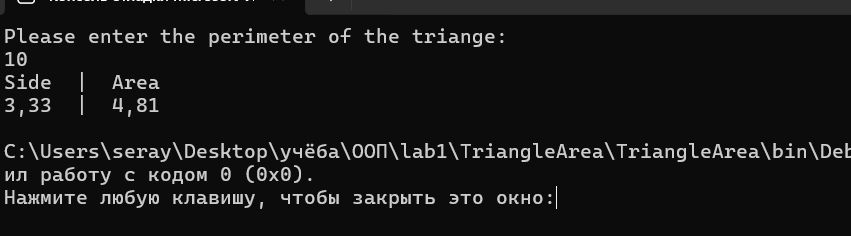 Please enter the perimeter of the triange:
10
Side  |  Area
3,33  |  4,81
C:\Users\seray\Desktop\учёба\ООП\lab1\TriangleArea\TriangleArea\bin\Deb
ил работу с кодом 0 (0x0).
Нажмите любую клавишу, чтобы закрыть это окно: